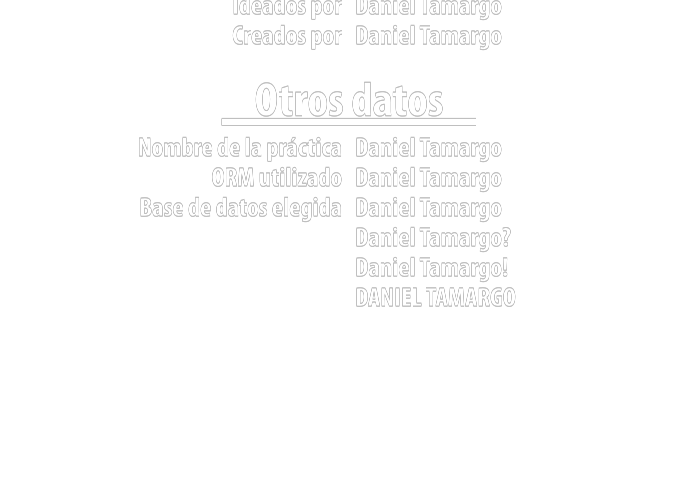 Ideados por Daniel Tamargo
Creados por Daniel Tamargo
Otros datos
Nombre de la práctica Daniel Tamargo
ORM utilizado Daniel Tamargo
Base de datos elegida Daniel Tamargo
Daniel Tamargo?
Daniel Tamargo!
DANIEL TAMARGO